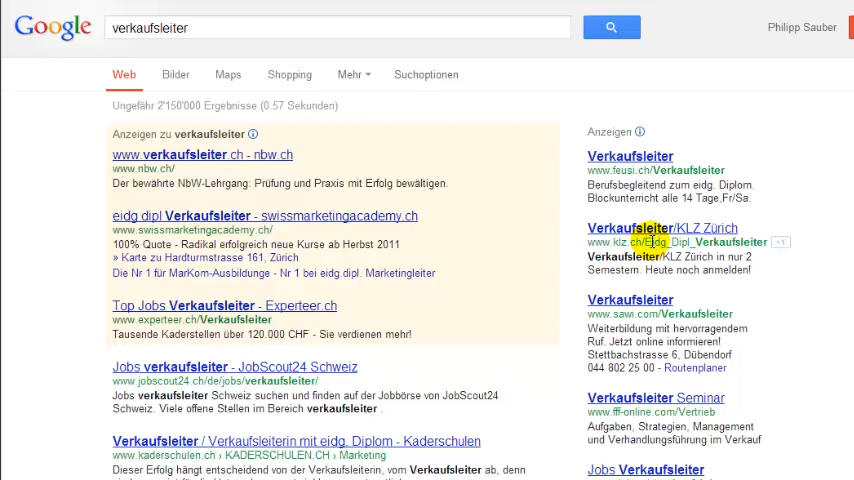 Google
verkaufsleiter
Philipp Sauber
Web Bilder Maps Shopping Mehr Suchoptionen
Ungefähr 2'150'000 Ergebnisse (0.57 Sekunden)
Anzeigen zu verkaufsleiter
www.verkaufsleiter.ch - nbw.ch
www.nbw.ch/
Der bewährte NbW-Lehrgang: Prüfung und Praxis mit Erfolg bewältigen.
eidg dipl Verkaufsleiter - swissmarketingacademy.ch
www.swissmarketingacademy.ch/
100% Quote - Radikal erfolgreich neue Kurse ab Herbst 2011
» Karte zu Hardturmstrasse 161, Zürich
Die Nr 1 für MarKom-Ausbildunge - Nr 1 bei eidg.dipl. Marketingleiter
Top Jobs Verkaufsleiter - Experteer.ch
www.experteer.ch/Verkaufsleiter
Tausende Kaderstellen über 120.000 CHF - Sie verdienen mehr!
Jobs verkaufsleiter - JobScout24 Schweiz
www.jobscout24.ch/de/jobs/verkaufsleiter/
Jobs verkaufsleiter Schweiz suchen und finden auf der Jobbörse von JobScout24
Schweiz. Viele offene Stellen im Bereich verkaufsleiter .
Verkaufsleiter / Verkaufsleiterin mit eidg. Diplom - Kaderschulen
www.kaderschulen.ch › KADERSCHULEN.CH › Marketing
Dieser Erfolg hängt entscheidend von der Verkaufsleiterin, vom Verkaufsleiter ab, denn
Anzeigen
Verkaufsleiter
www.feusi.ch/Verkaufsleiter
Berufsbegleitend zum eidg. Diplom.
Blockunterricht alle 14 Tage,Fr/Sa.
Verkaufsleiter/KLZ Zürich
www.klz.ch/Eidg_Dipl_Verkaufsleiter +1
Verkaufsleiter/KLZ Zürich in nur 2
Semestern. Heute noch anmelden!
Verkaufsleiter
www.sawi.com/Verkaufsleiter
Weiterbildung mit hervorragendem
Ruf. Jetzt online informieren!
Stettbachstrasse 6, Dübendorf
044 802 25 00 - Routenplaner
Verkaufsleiter Seminar
www.fff-online.com/Vertrieb
Aufgaben, Strategien, Management
und Verhandlungsführung im Verkauf
Jobs Verkaufsleiter